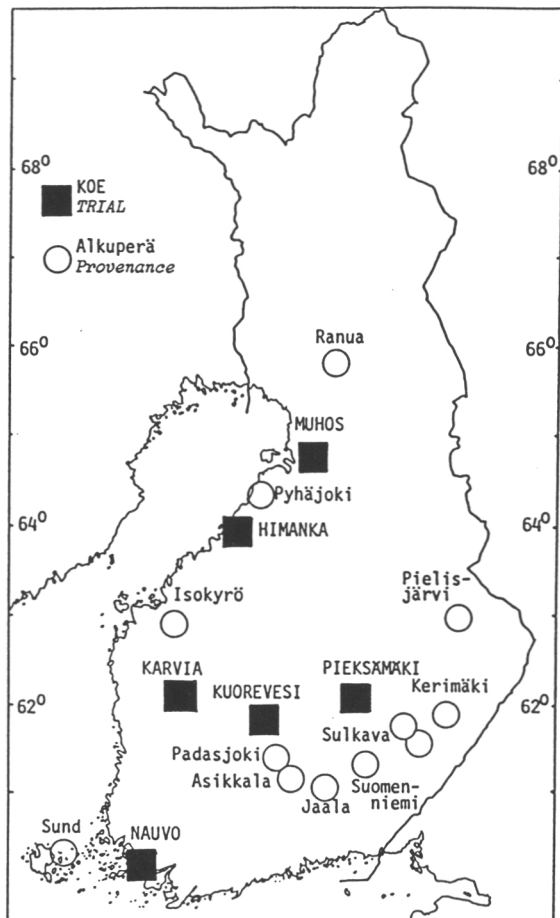 68⁰
KOE
TRIAL
Alkuperä
Provenance
66⁰
66⁰
Ranua
MUHOS
Pyhäjoki
64⁰
64⁰
HIMANKA
Isokyrö
Pielis-
järvi
KARVIA
KUOREVESI
PIEKSÄMÄKI
Kerimäki
62⁰
62⁰
Sulkava
Padasjoki
Asikkala
Jaala
Suomen-
niemi
Sund
NAUVO